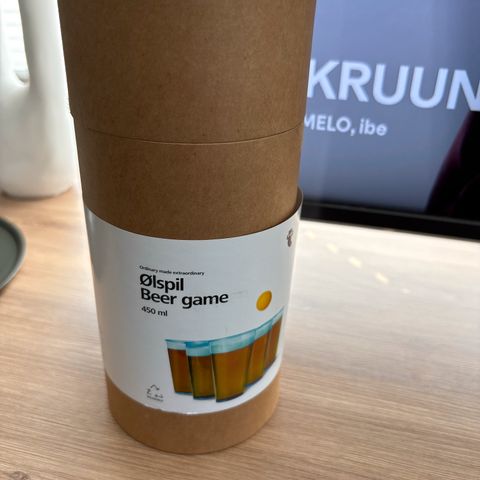 KRUUN
MELO, ibe
Ordinary made extraordinary
Ølspil
Beer game
450 ml